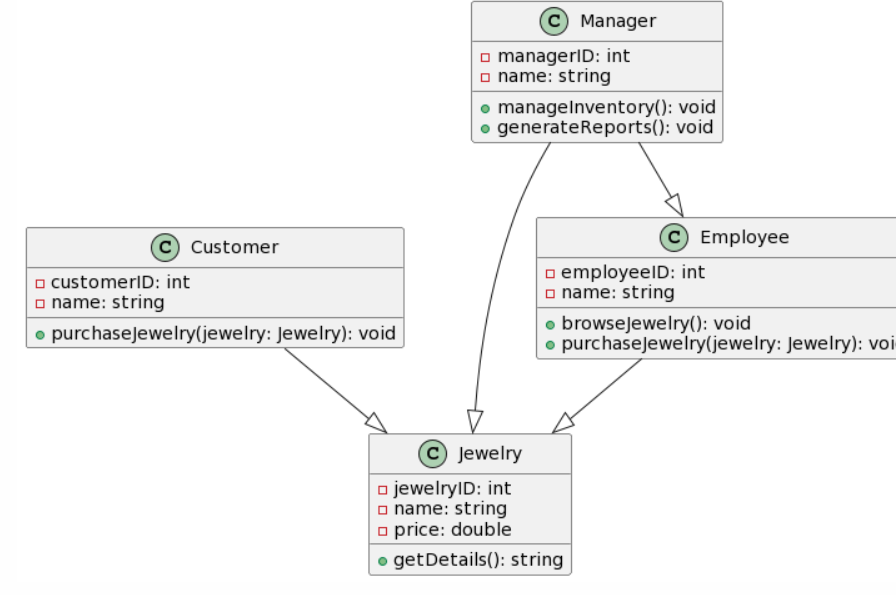 C Manager
managerID: int
name: string
manageInventory(): void
generateReports(): void
C Customer
customerID: int
name: string
purchaseJewelry(jewelry: Jewelry): void
C Employee
employeeID: int
name: string
browseJewelry(): void
purchaseJewelry(jewelry: Jewelry): voi
C Jewelry
jewelryID: int
name: string
price: double
getDetails(): string